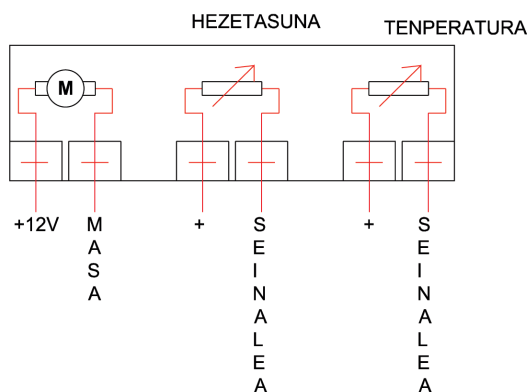 HEZETASUNA
TENPERATURA
M
+12V
MASA
+
SEINALEA
+
SEINALEA